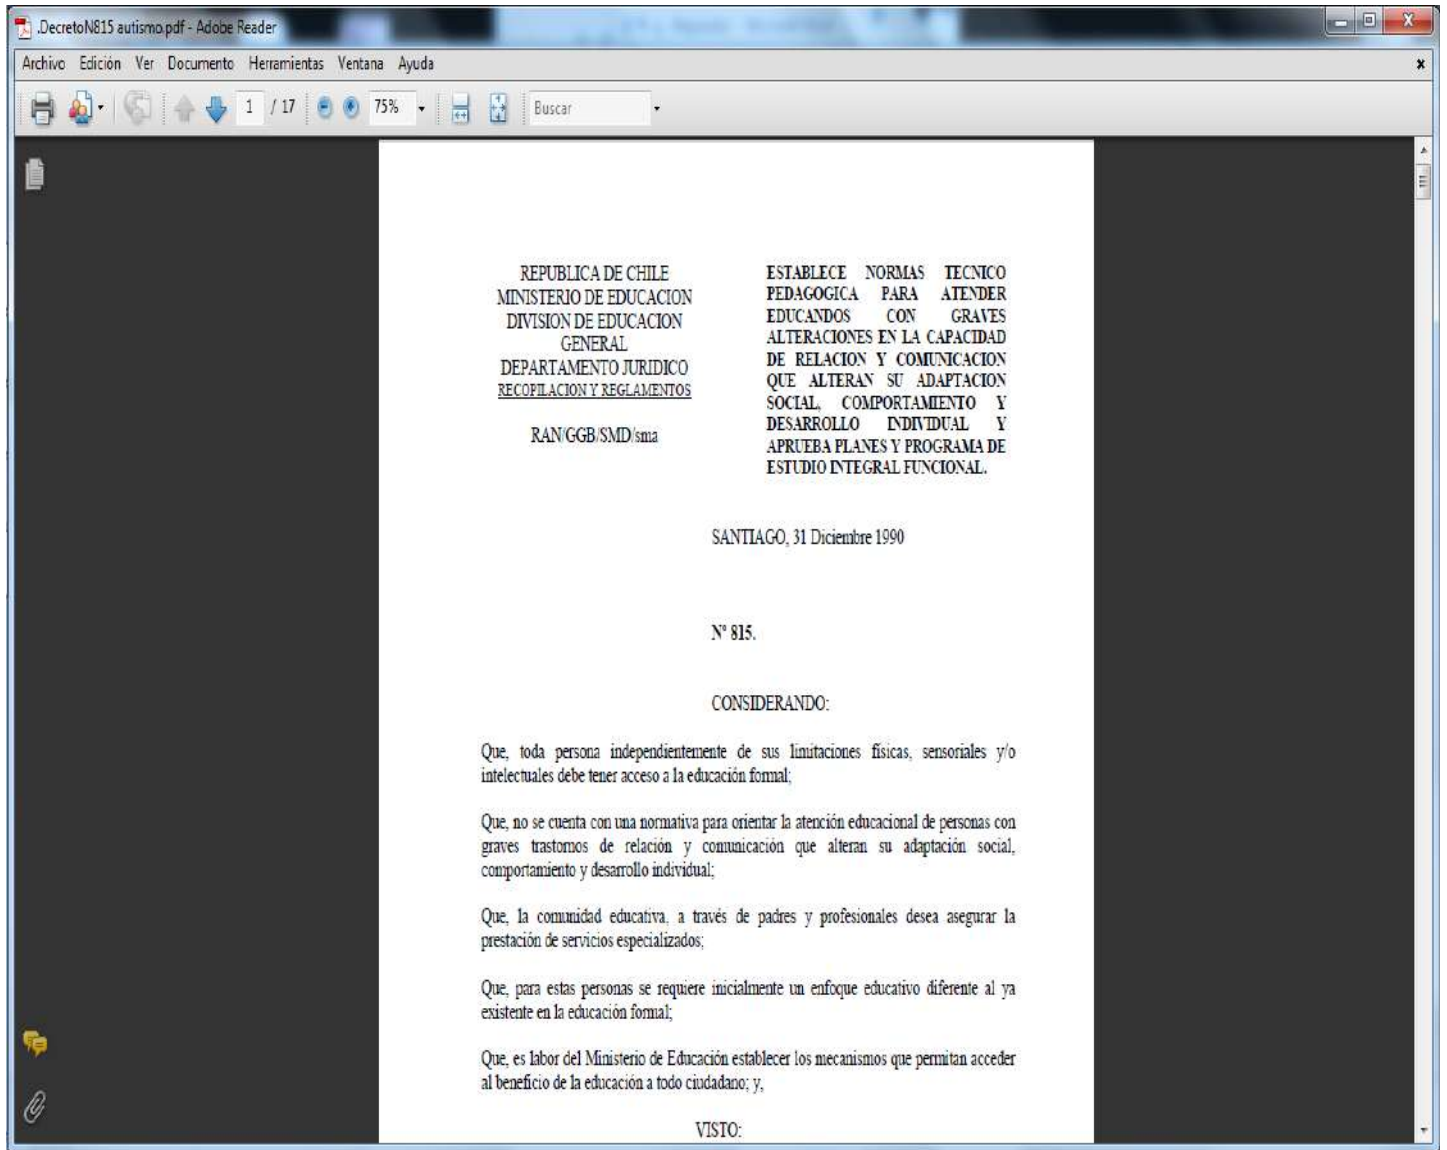 .DecretoN815 autismo.pdf - Adobe Reader
Archivo Edición Ver Documento Herramientas Ventana Ayuda
1 / 17 75% Buscar
REPUBLICA DE CHILE
MINISTERIO DE EDUCACION
DIVISION DE EDUCACION
GENERAL
DEPARTAMENTO JURIDICO
RECOPILACION Y REGLAMENTOS
RAN/GGB/SMD/sma
ESTABLECE NORMAS TECNICO
PEDAGOGICA PARA ATENDER
EDUCANDOS CON GRAVES
ALTERACIONES EN LA CAPACIDAD
DE RELACION Y COMUNICACION
QUE ALTERAN SU ADAPTACION
SOCIAL, COMPORTAMIENTO Y
DESARROLLO INDIVIDUAL Y
APRUEBA PLANES Y PROGRAMA DE
ESTUDIO INTEGRAL FUNCIONAL.
SANTIAGO, 31 Diciembre 1990
Nº 815.
CONSIDERANDO:
Que, toda persona independientemente de sus limitaciones físicas, sensoriales y/o
intelectuales debe tener acceso a la educación formal;
Que, no se cuenta con una normativa para orientar la atención educacional de personas con
graves trastornos de relación y comunicación que alteran su adaptación social,
comportamiento y desarrollo individual;
Que, la comunidad educativa, a través de padres y profesionales desea asegurar la
prestación de servicios especializados;
Que, para estas personas se requiere inicialmente un enfoque educativo diferente al ya
existente en la educación formal;
Que, es labor del Ministerio de Educación establecer los mecanismos que permitan acceder
al beneficio de la educación a todo ciudadano; y,
VISTO: